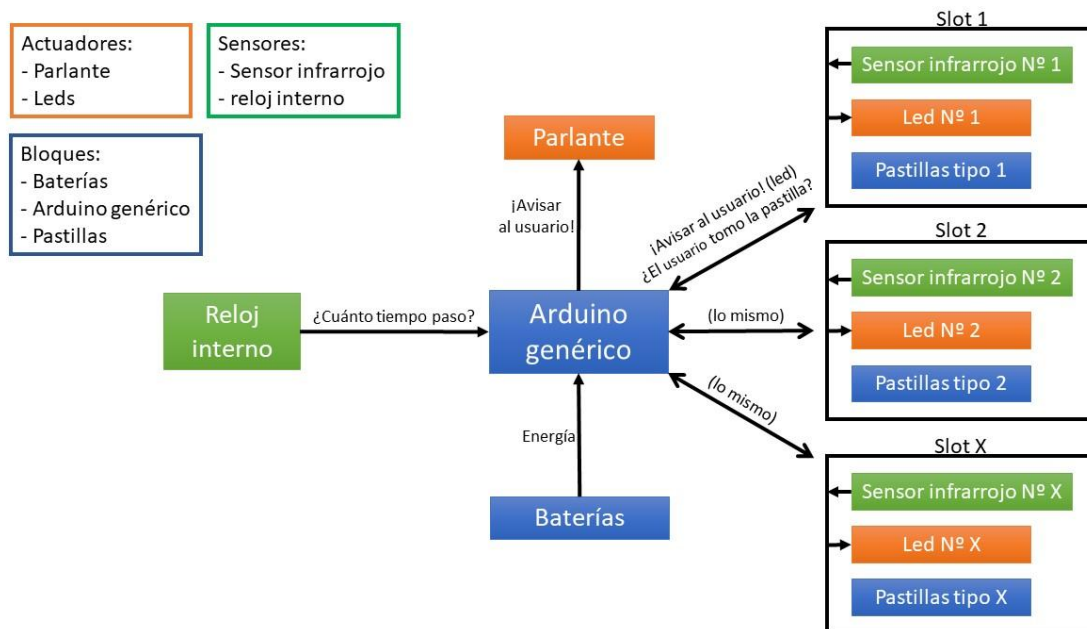 Actuadores:
- Parlante
- Leds
Sensores:
- Sensor infrarrojo
- reloj interno
Bloques:
- Baterías
- Arduino genérico
- Pastillas
Parlante
¡Avisar
al usuario!
Reloj
interno
¿Cuánto tiempo paso?
Arduino
genérico
Energía
Baterías
¡Avisar al usuario! (led)
¿El usuario tomo la pastilla?
(lo mismo)
(lo mismo)
Slot 1
Sensor infrarrojo Nº 1
Led Nº 1
Pastillas tipo 1
Slot 2
Sensor infrarrojo Nº 2
Led Nº 2
Pastillas tipo 2
Slot X
Sensor infrarrojo Nº X
Led Nº X
Pastillas tipo X